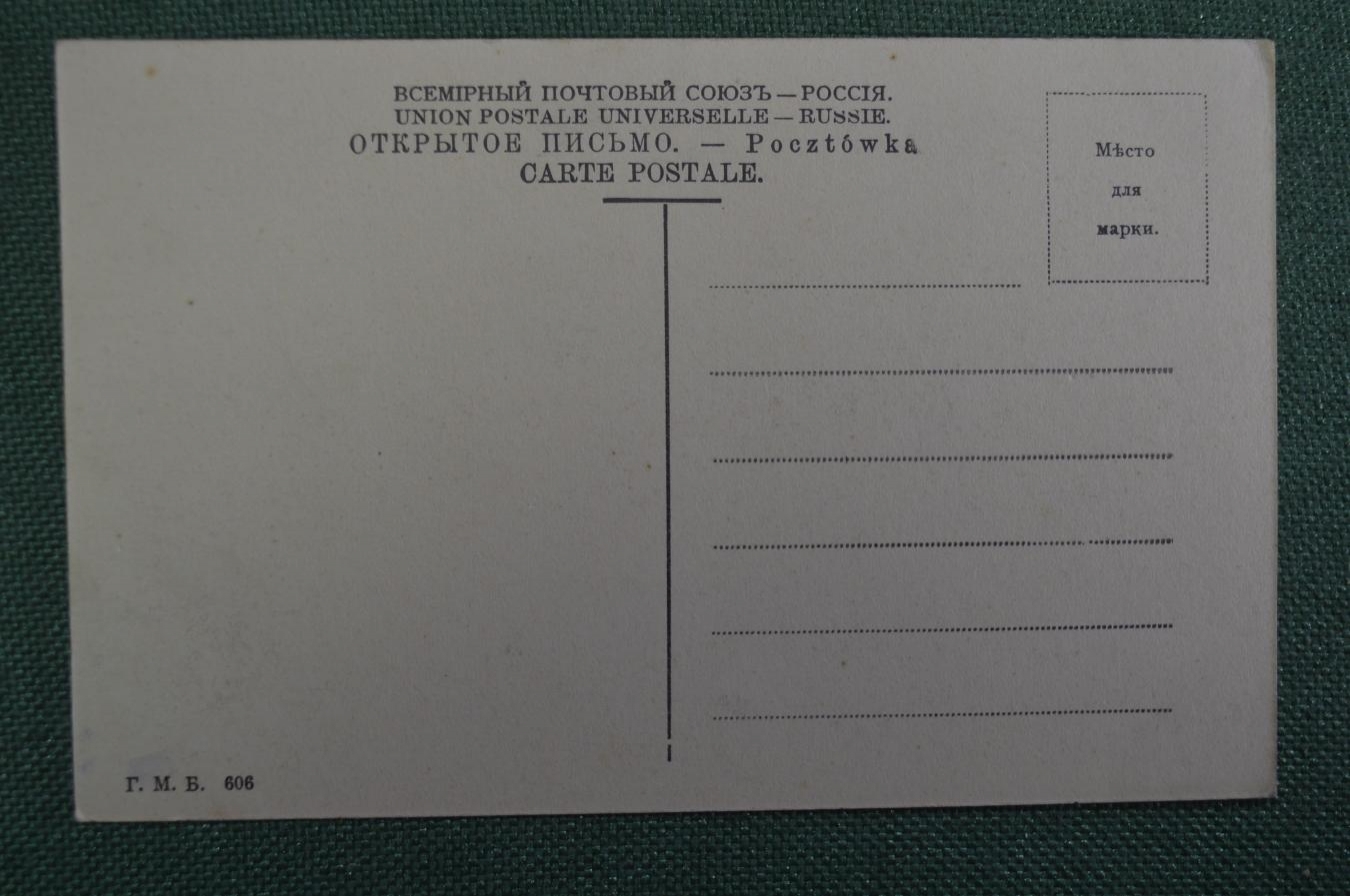 ВСЕМІРНЫЙ ПОЧТОВЫЙ СОЮЗЪ — РОССІЯ.
UNION POSTALE UNIVERSELLE — RUSSIE.
ОТКРЫТОЕ ПИСЬМО. — Pocztówka
CARTE POSTALE.
Мѣсто
для
марки.
Г. М. Б. 606